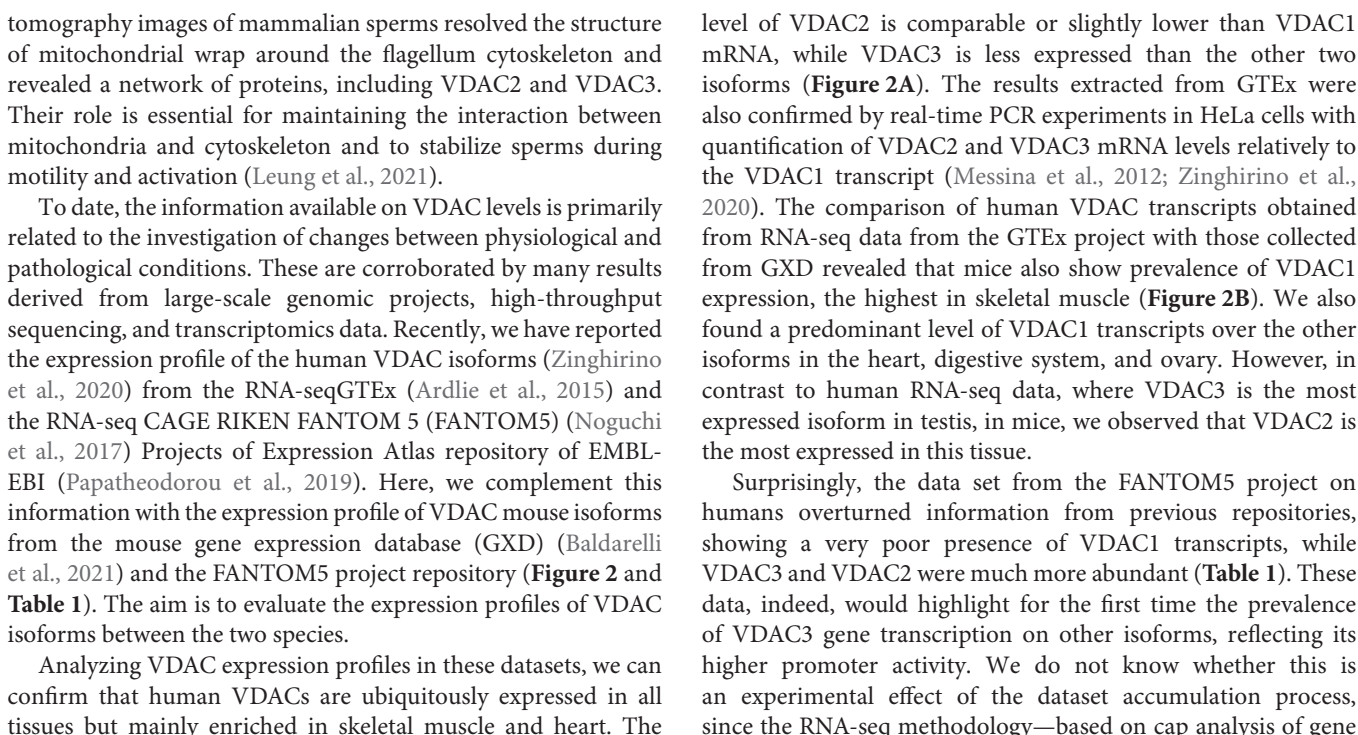 tomography images of mammalian sperms resolved the structure
of mitochondrial wrap around the flagellum cytoskeleton and
revealed a network of proteins, including VDAC2 and VDAC3.
Their role is essential for maintaining the interaction between
mitochondria and cytoskeleton and to stabilize sperms during
motility and activation (Leung et al., 2021).
To date, the information available on VDAC levels is primarily
related to the investigation of changes between physiological and
pathological conditions. These are corroborated by many results
derived from large-scale genomic projects, high-throughput
sequencing, and transcriptomics data. Recently, we have reported
the expression profile of the human VDAC isoforms (Zinghirino
et al., 2020) from the RNA-seqGTEx (Ardlie et al., 2015) and
the RNA-seq CAGE RIKEN FANTOM 5 (FANTOM5) (Noguchi
et al., 2017) Projects of Expression Atlas repository of EMBL-
EBI (Papatheodorou et al., 2019). Here, we complement this
information with the expression profile of VDAC mouse isoforms
from the mouse gene expression database (GXD) (Baldarelli
et al., 2021) and the FANTOM5 project repository (Figure 2 and
Table 1). The aim is to evaluate the expression profiles of VDAC
isoforms between the two species.
Analyzing VDAC expression profiles in these datasets, we can
confirm that human VDACs are ubiquitously expressed in all
tissues but mainly enriched in skeletal muscle and heart. The
level of VDAC2 is comparable or slightly lower than VDAC1
mRNA, while VDAC3 is less expressed than the other two
isoforms (Figure 2A). The results extracted from GTEx were
also confirmed by real-time PCR experiments in HeLa cells with
quantification of VDAC2 and VDAC3 mRNA levels relatively to
the VDAC1 transcript (Messina et al., 2012; Zinghirino et al.,
2020). The comparison of human VDAC transcripts obtained
from RNA-seq data from the GTEx project with those collected
from GXD revealed that mice also show prevalence of VDAC1
expression, the highest in skeletal muscle (Figure 2B). We also
found a predominant level of VDAC1 transcripts over the other
isoforms in the heart, digestive system, and ovary. However, in
contrast to human RNA-seq data, where VDAC3 is the most
expressed isoform in testis, in mice, we observed that VDAC2 is
the most expressed in this tissue.
Surprisingly, the data set from the FANTOM5 project on
humans overturned information from previous repositories,
showing a very poor presence of VDAC1 transcripts, while
VDAC3 and VDAC2 were much more abundant (Table 1). These
data, indeed, would highlight for the first time the prevalence
of VDAC3 gene transcription on other isoforms, reflecting its
higher promoter activity. We do not know whether this is
an experimental effect of the dataset accumulation process,
since the RNA-seq methodology—based on cap analysis of gene